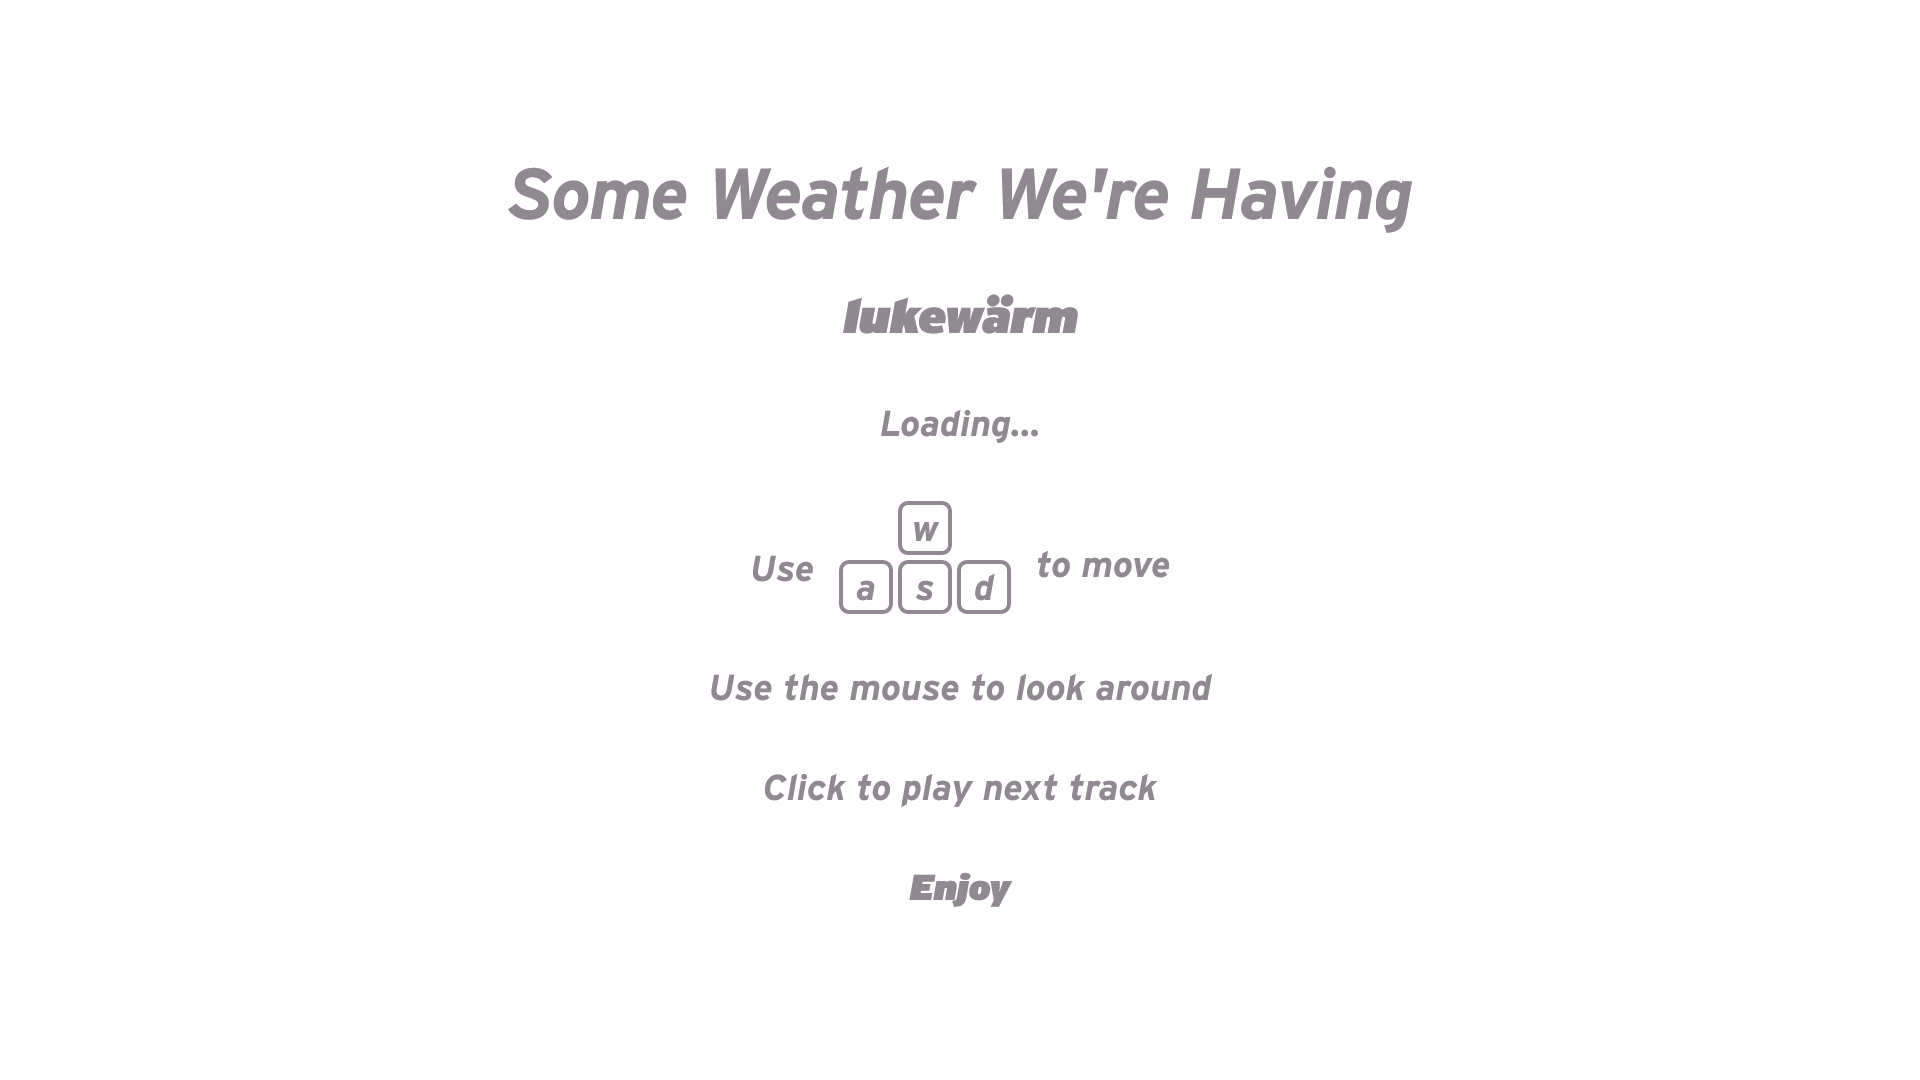 Some Weather We're Having
lukewärm
Loading...
w
Use a s d to move
Use the mouse to look around
Click to play next track
Enjoy